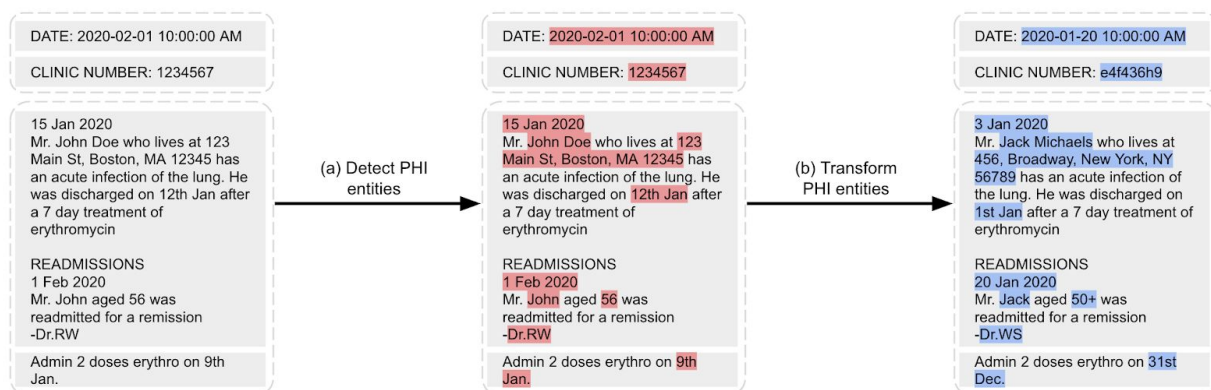 DATE: 2020-02-01 10:00:00 AM
CLINIC NUMBER: 1234567
15 Jan 2020
Mr. John Doe who lives at 123
Main St, Boston, MA 12345 has
an acute infection of the lung. He
was discharged on 12th Jan after
a 7 day treatment of
erythromycin
READMISSIONS
1 Feb 2020
Mr. John aged 56 was
readmitted for a remission
-Dr.RW
Admin 2 doses erythro on 9th
Jan.
(a) Detect PHI
entities
DATE: 2020-02-01 10:00:00 AM
CLINIC NUMBER: 1234567
15 Jan 2020
Mr. John Doe who lives at 123
Main St, Boston, MA 12345 has
an acute infection of the lung. He
was discharged on 12th Jan after
a 7 day treatment of
erythromycin
READMISSIONS
1 Feb 2020
Mr. John aged 56 was
readmitted for a remission
-Dr.RW
Admin 2 doses erythro on 9th
Jan.
(b) Transform
PHI entities
DATE: 2020-01-20 10:00:00 AM
CLINIC NUMBER: e4f436h9
3 Jan 2020
Mr. Jack Michaels who lives at
456, Broadway, New York, NY
56789 has an acute infection of
the lung. He was discharged on
1st Jan after a 7 day treatment of
erythromycin
READMISSIONS
20 Jan 2020
Mr. Jack aged 50+ was
readmitted for a remission
-Dr.WS
Admin 2 doses erythro on 31st
Dec.